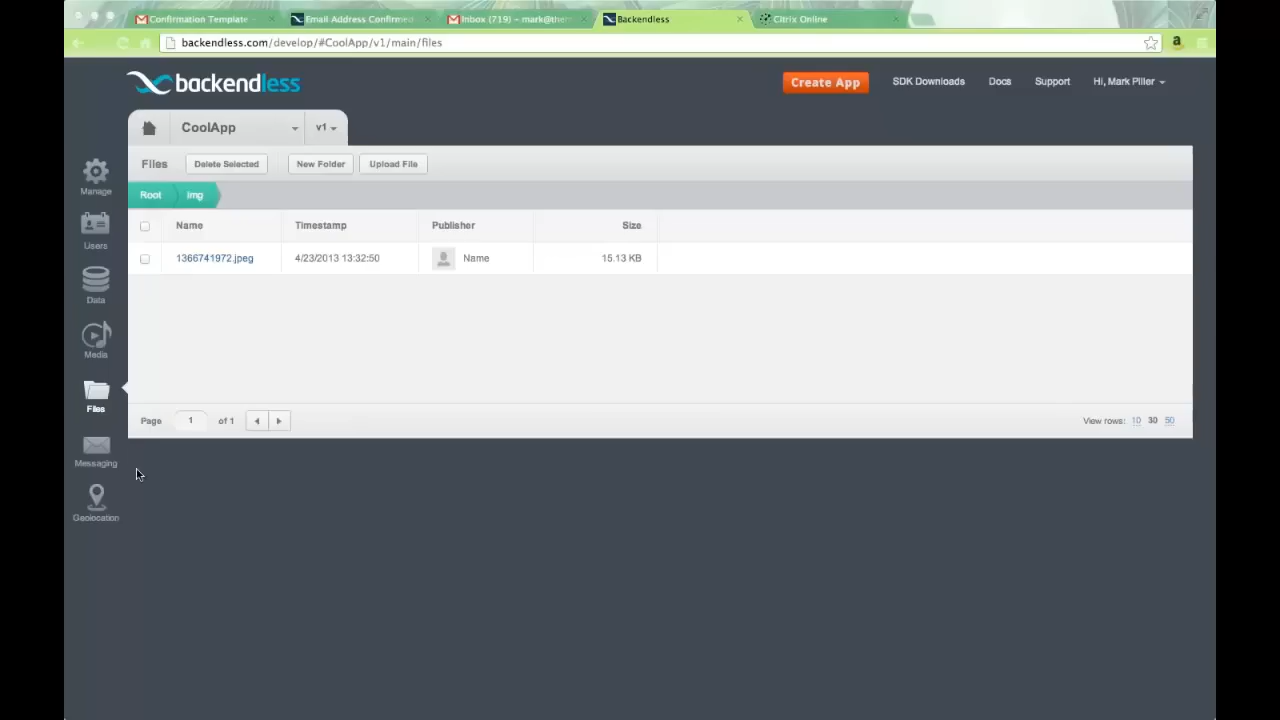 Confirmation Template
Email Address Confirmed
Inbox (719) – mark@them
Backendless
Citrix Online
backendless.com/develop/#CoolApp/v1/main/files
a
backendless
Create App
SDK Downloads
Docs
Support
Hi, Mark Piller
CoolApp
v1
Files
Delete Selected
New Folder
Upload File
Root
img
Name
Timestamp
Publisher
Size
1366741972.jpeg
4/23/2013 13:32:50
Name
15.13 KB
Manage
Users
Data
Media
Files
Messaging
Geolocation
Page
1
of 1
View rows: 10 30 50